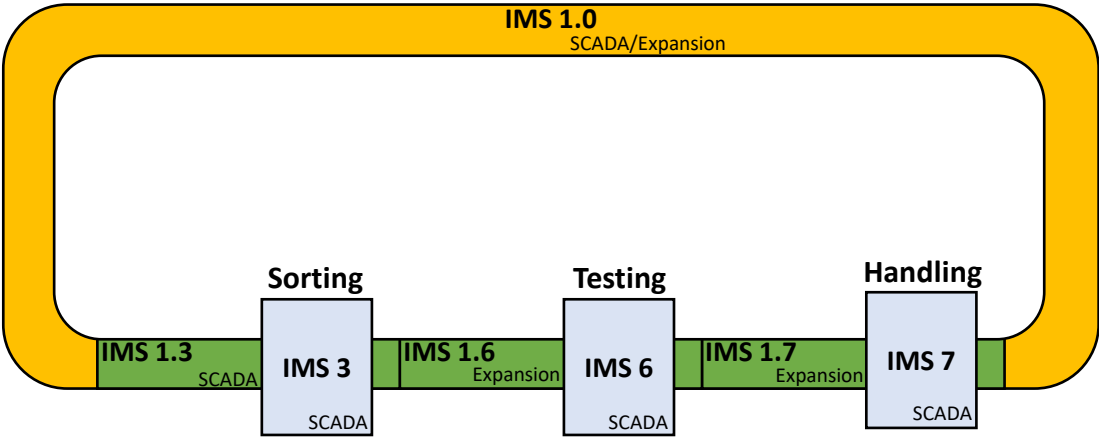 IMS 1.0
SCADA/Expansion
Sorting
Testing
Handling
IMS 1.3
SCADA
IMS 3
SCADA
IMS 1.6
Expansion
IMS 6
SCADA
IMS 1.7
Expansion
IMS 7
SCADA